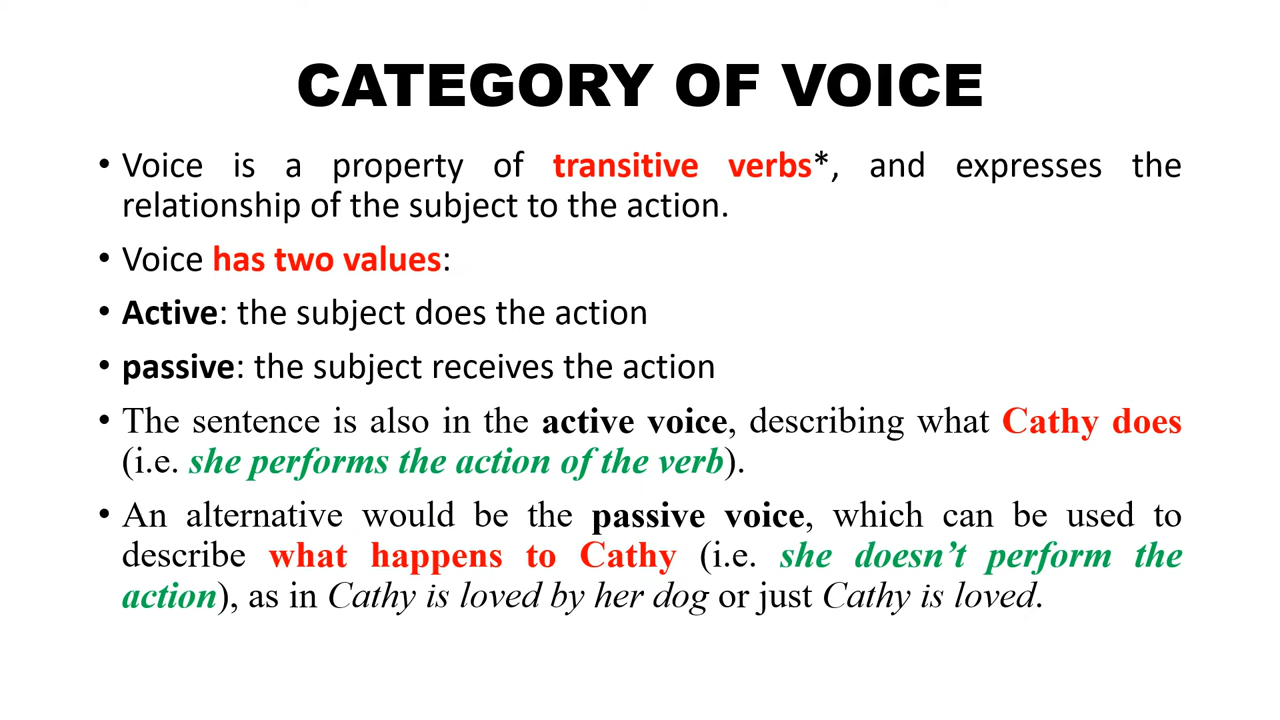 CATEGORY OF VOICE
• Voice is a property of transitive verbs*, and expresses the
relationship of the subject to the action.
• Voice has two values:
• Active: the subject does the action
• passive: the subject receives the action
• The sentence is also in the active voice, describing what Cathy does
(i.e. she performs the action of the verb).
• An alternative would be the passive voice, which can be used to
describe what happens to Cathy (i.e. she doesn’t perform the
action), as in Cathy is loved by her dog or just Cathy is loved.